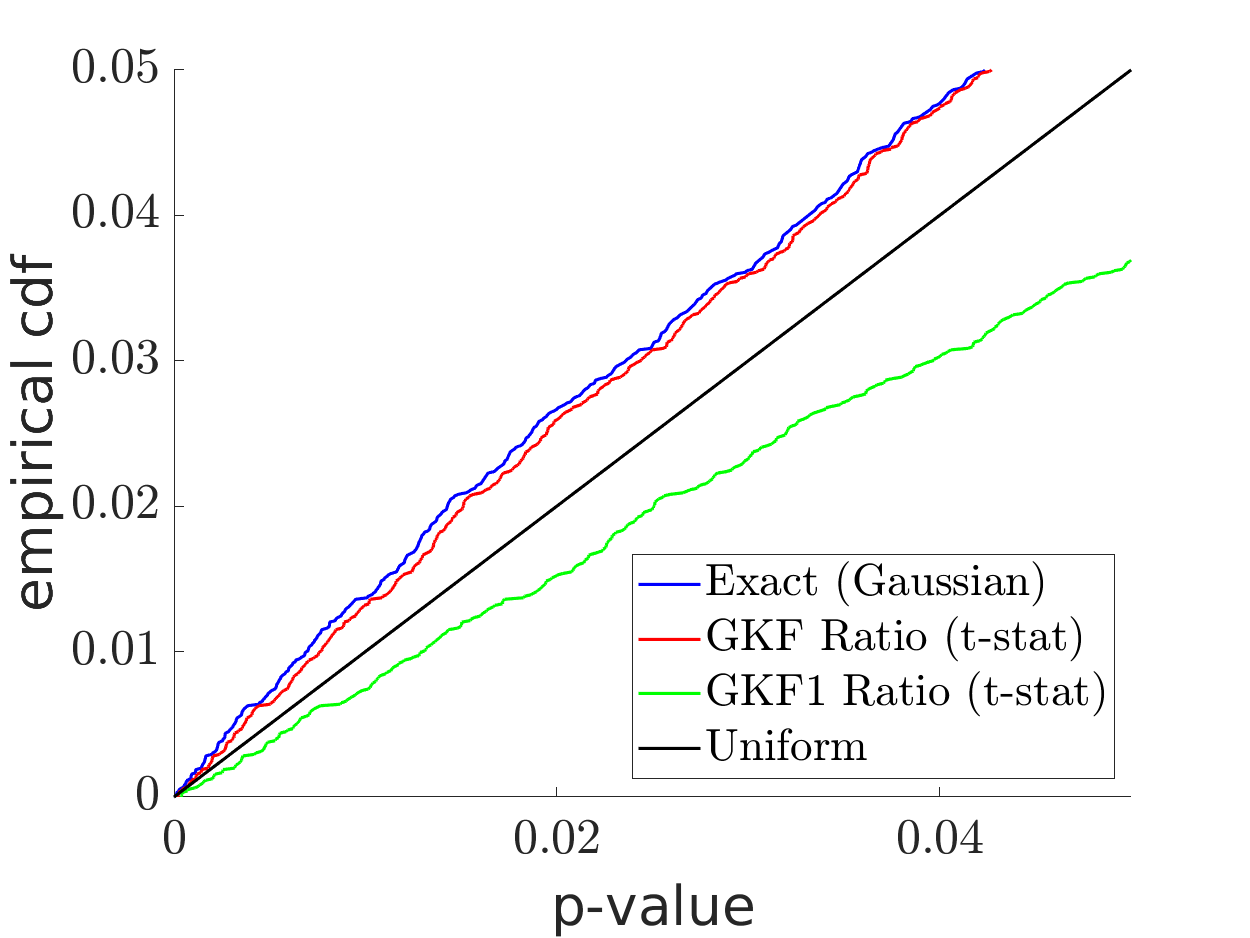 0.05
0.04
0.03
0.02
0.01
0
empirical cdf
0
0.02
0.04
p-value
Exact (Gaussian)
GKF Ratio (t-stat)
GKF1 Ratio (t-stat)
Uniform